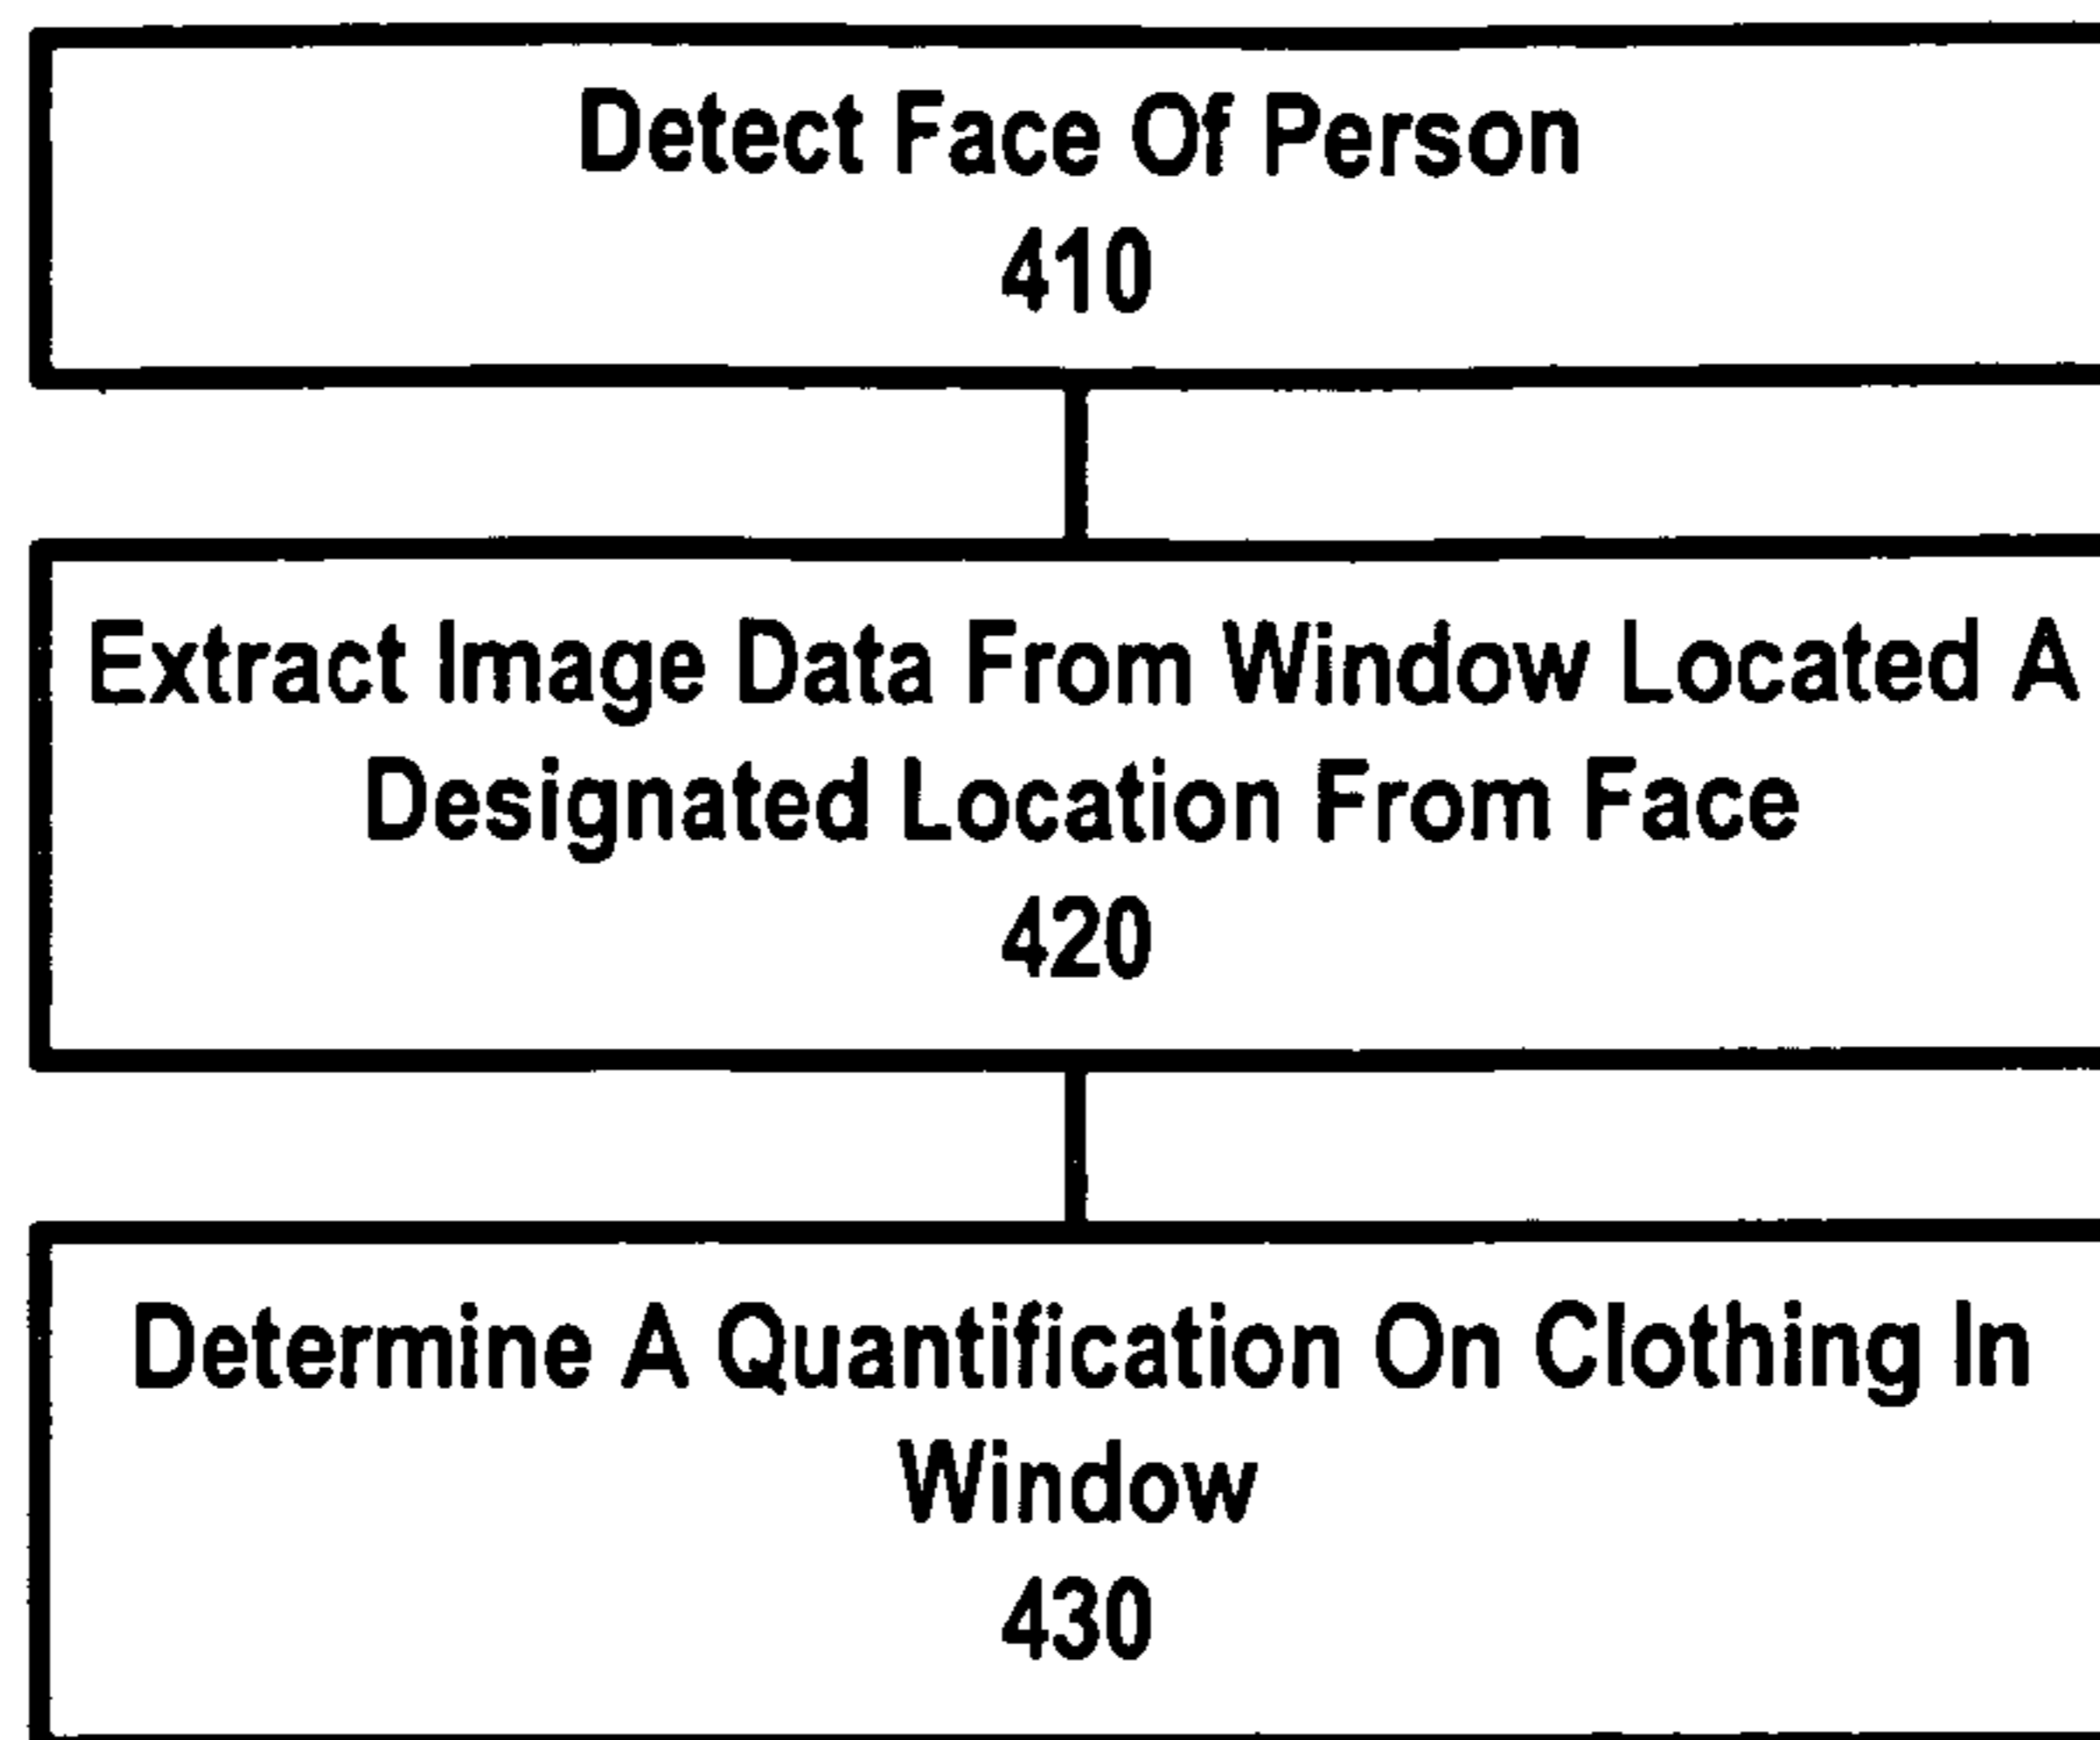 Detect Face Of Person
410
Extract Image Data From Window Located A
Designated Location From Face
420
Determine A Quantification On Clothing In
Window
430